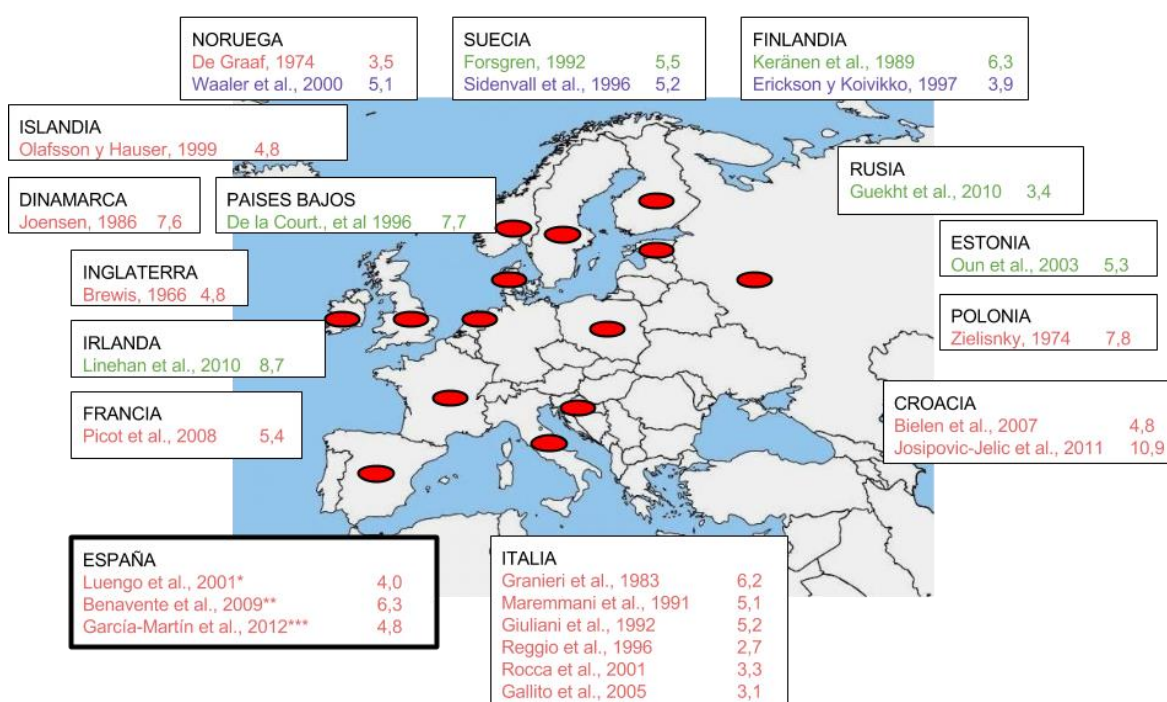 NORUEGA
De Graaf, 1974 3,5
Waaler et al., 2000 5,1
SUECIA
Forsgren, 1992 5,5
Sidenvall et al., 1996 5,2
FINLANDIA
Keränen et al., 1989 6,3
Erickson y Koivikko, 1997 3,9
ISLANDIA
Olafsson y Hauser, 1999 4,8
RUSIA
Guekht et al., 2010 3,4
DINAMARCA
Joensen, 1986 7,6
PAISES BAJOS
De la Court., et al 1996 7,7
ESTONIA
Oun et al., 2003 5,3
INGLATERRA
Brewis, 1966 4,8
POLONIA
Zielisnky, 1974 7,8
IRLANDA
Linehan et al., 2010 8,7
FRANCIA
Picot et al., 2008 5,4
CROACIA
Bielen et al., 2007 4,8
Josipovic-Jelic et al., 2011 10,9
ESPAÑA
Luengo et al., 2001* 4,0
Benavente et al., 2009** 6,3
García-Martín et al., 2012*** 4,8
ITALIA
Granieri et al., 1983 6,2
Maremmani et al., 1991 5,1
Giuliani et al., 1992 5,2
Reggio et al., 1996 2,7
Rocca et al., 2001 3,3
Gallito et al., 2005 3,1